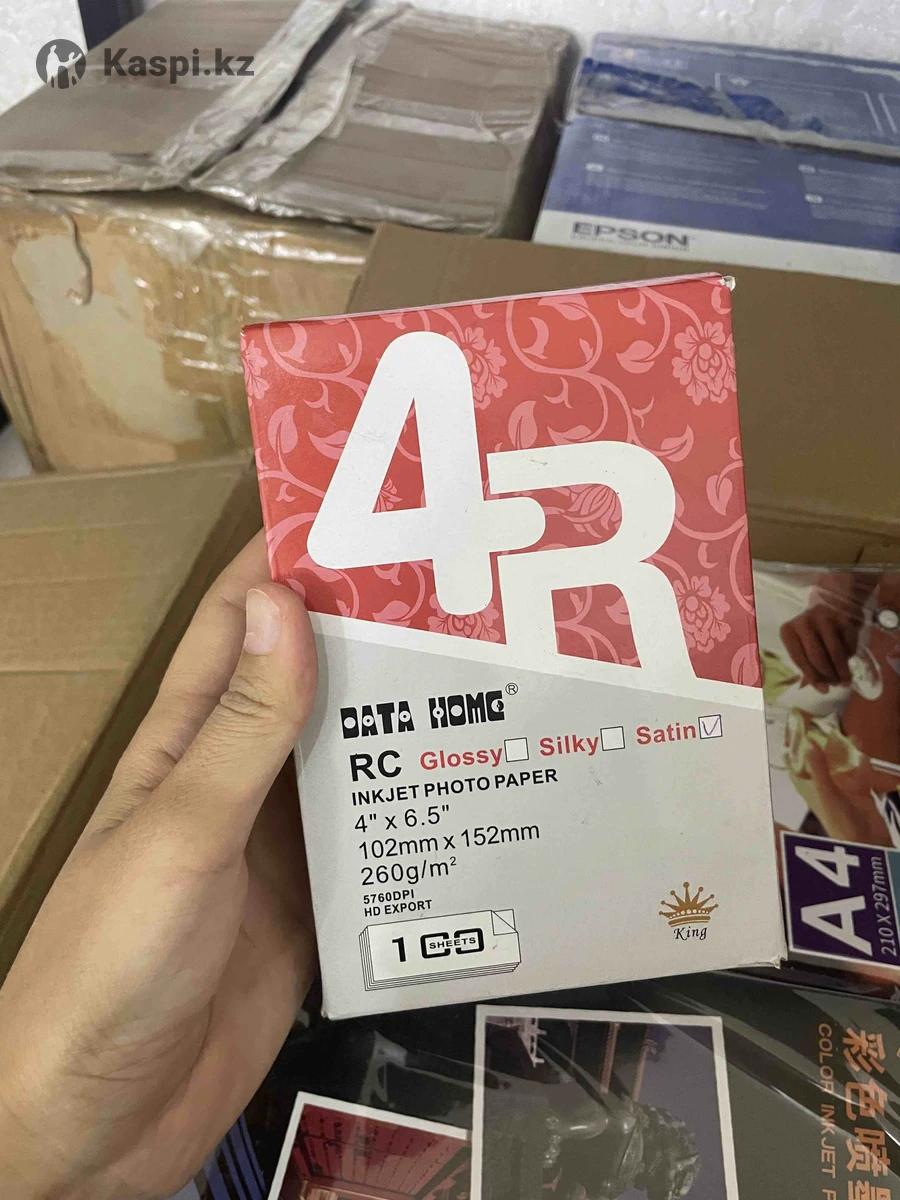 Kaspi.kz
EPSON
4R
DATA HOME®
RC Glossy Silky Satin
INKJET PHOTO PAPER
4" x 6.5"
102mm x 152mm
260g/m²
5760DPI
HD EXPORT
100 SHEETS
King
A4
210 X 297mm
彩色喷
COLOR INKJET